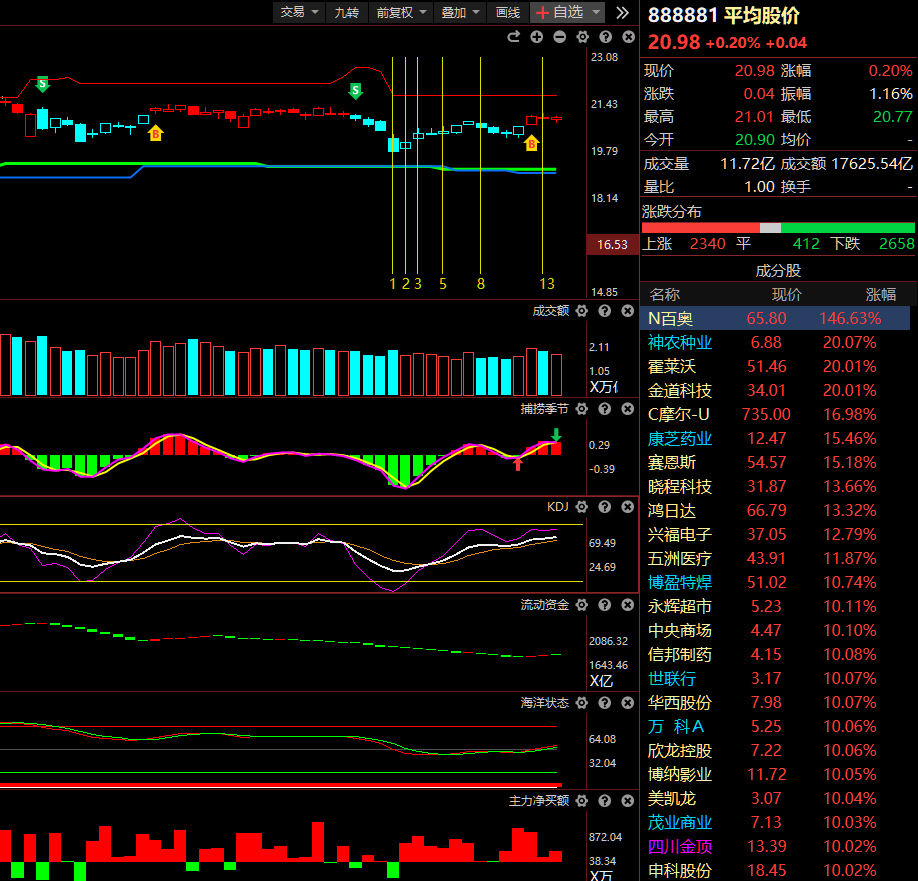 交易 九转 前复权 叠加 画线 +自选
888881 平均股价
20.98 +0.20% +0.04
现价 20.98 涨幅 0.20%
涨跌 0.04 振幅 1.16%
最高 21.01 最低 20.77
今开 20.90 均价 -
成交量 11.72亿 成交额 17625.54亿
量比 1.00 换手 -
涨跌分布
上涨 2340 平 412 下跌 2658
成分股
名称 现价 涨幅
N百奥 65.80 146.63%
神农种业 6.88 20.07%
霍莱沃 51.46 20.01%
金道科技 34.01 20.01%
C摩尔-U 735.00 16.98%
康芝药业 12.47 15.46%
赛恩斯 54.57 15.18%
晓程科技 31.87 13.66%
鸿日达 66.79 13.32%
兴福电子 37.05 12.79%
五洲医疗 43.91 11.87%
博盈特焊 51.02 10.74%
永辉超市 5.23 10.11%
中央商场 4.47 10.10%
信邦制药 4.15 10.08%
世联行 3.17 10.07%
华西股份 7.98 10.07%
万 科A 5.25 10.06%
欣龙控股 7.22 10.06%
博纳影业 11.72 10.05%
美凯龙 3.07 10.04%
茂业商业 7.13 10.03%
四川金顶 13.39 10.02%
申科股份 18.45 10.02%
23.08
21.43
19.79
18.14
16.53
14.85
S
S
B
B
1 2 3 5 8 13
成交额
2.11
1.05
X万亿
捕捞季节
0.29
-0.39
KDJ
69.49
24.69
流动资金
2086.32
1643.46
X亿
海洋状态
64.08
32.04
主力净买额
872.04
38.34
X万